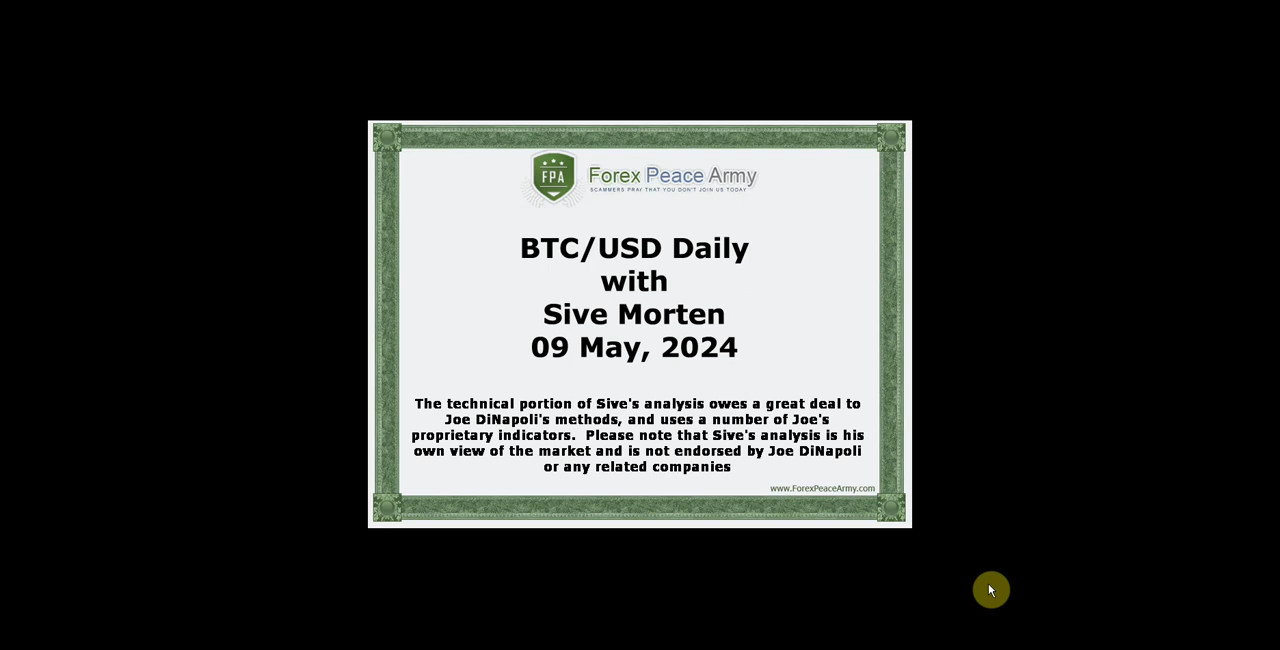 FPA
Forex Peace Army
SCAMMERS PRAY THAT YOU DON'T JOIN US TODAY
BTC/USD Daily
with
Sive Morten
09 May, 2024
The technical portion of Sive's analysis owes a great deal to
Joe DiNapoli's methods, and uses a number of Joe's
proprietary indicators.  Please note that Sive's analysis is his
own view of the market and is not endorsed by Joe DiNapoli
or any related companies
www.ForexPeaceArmy.com